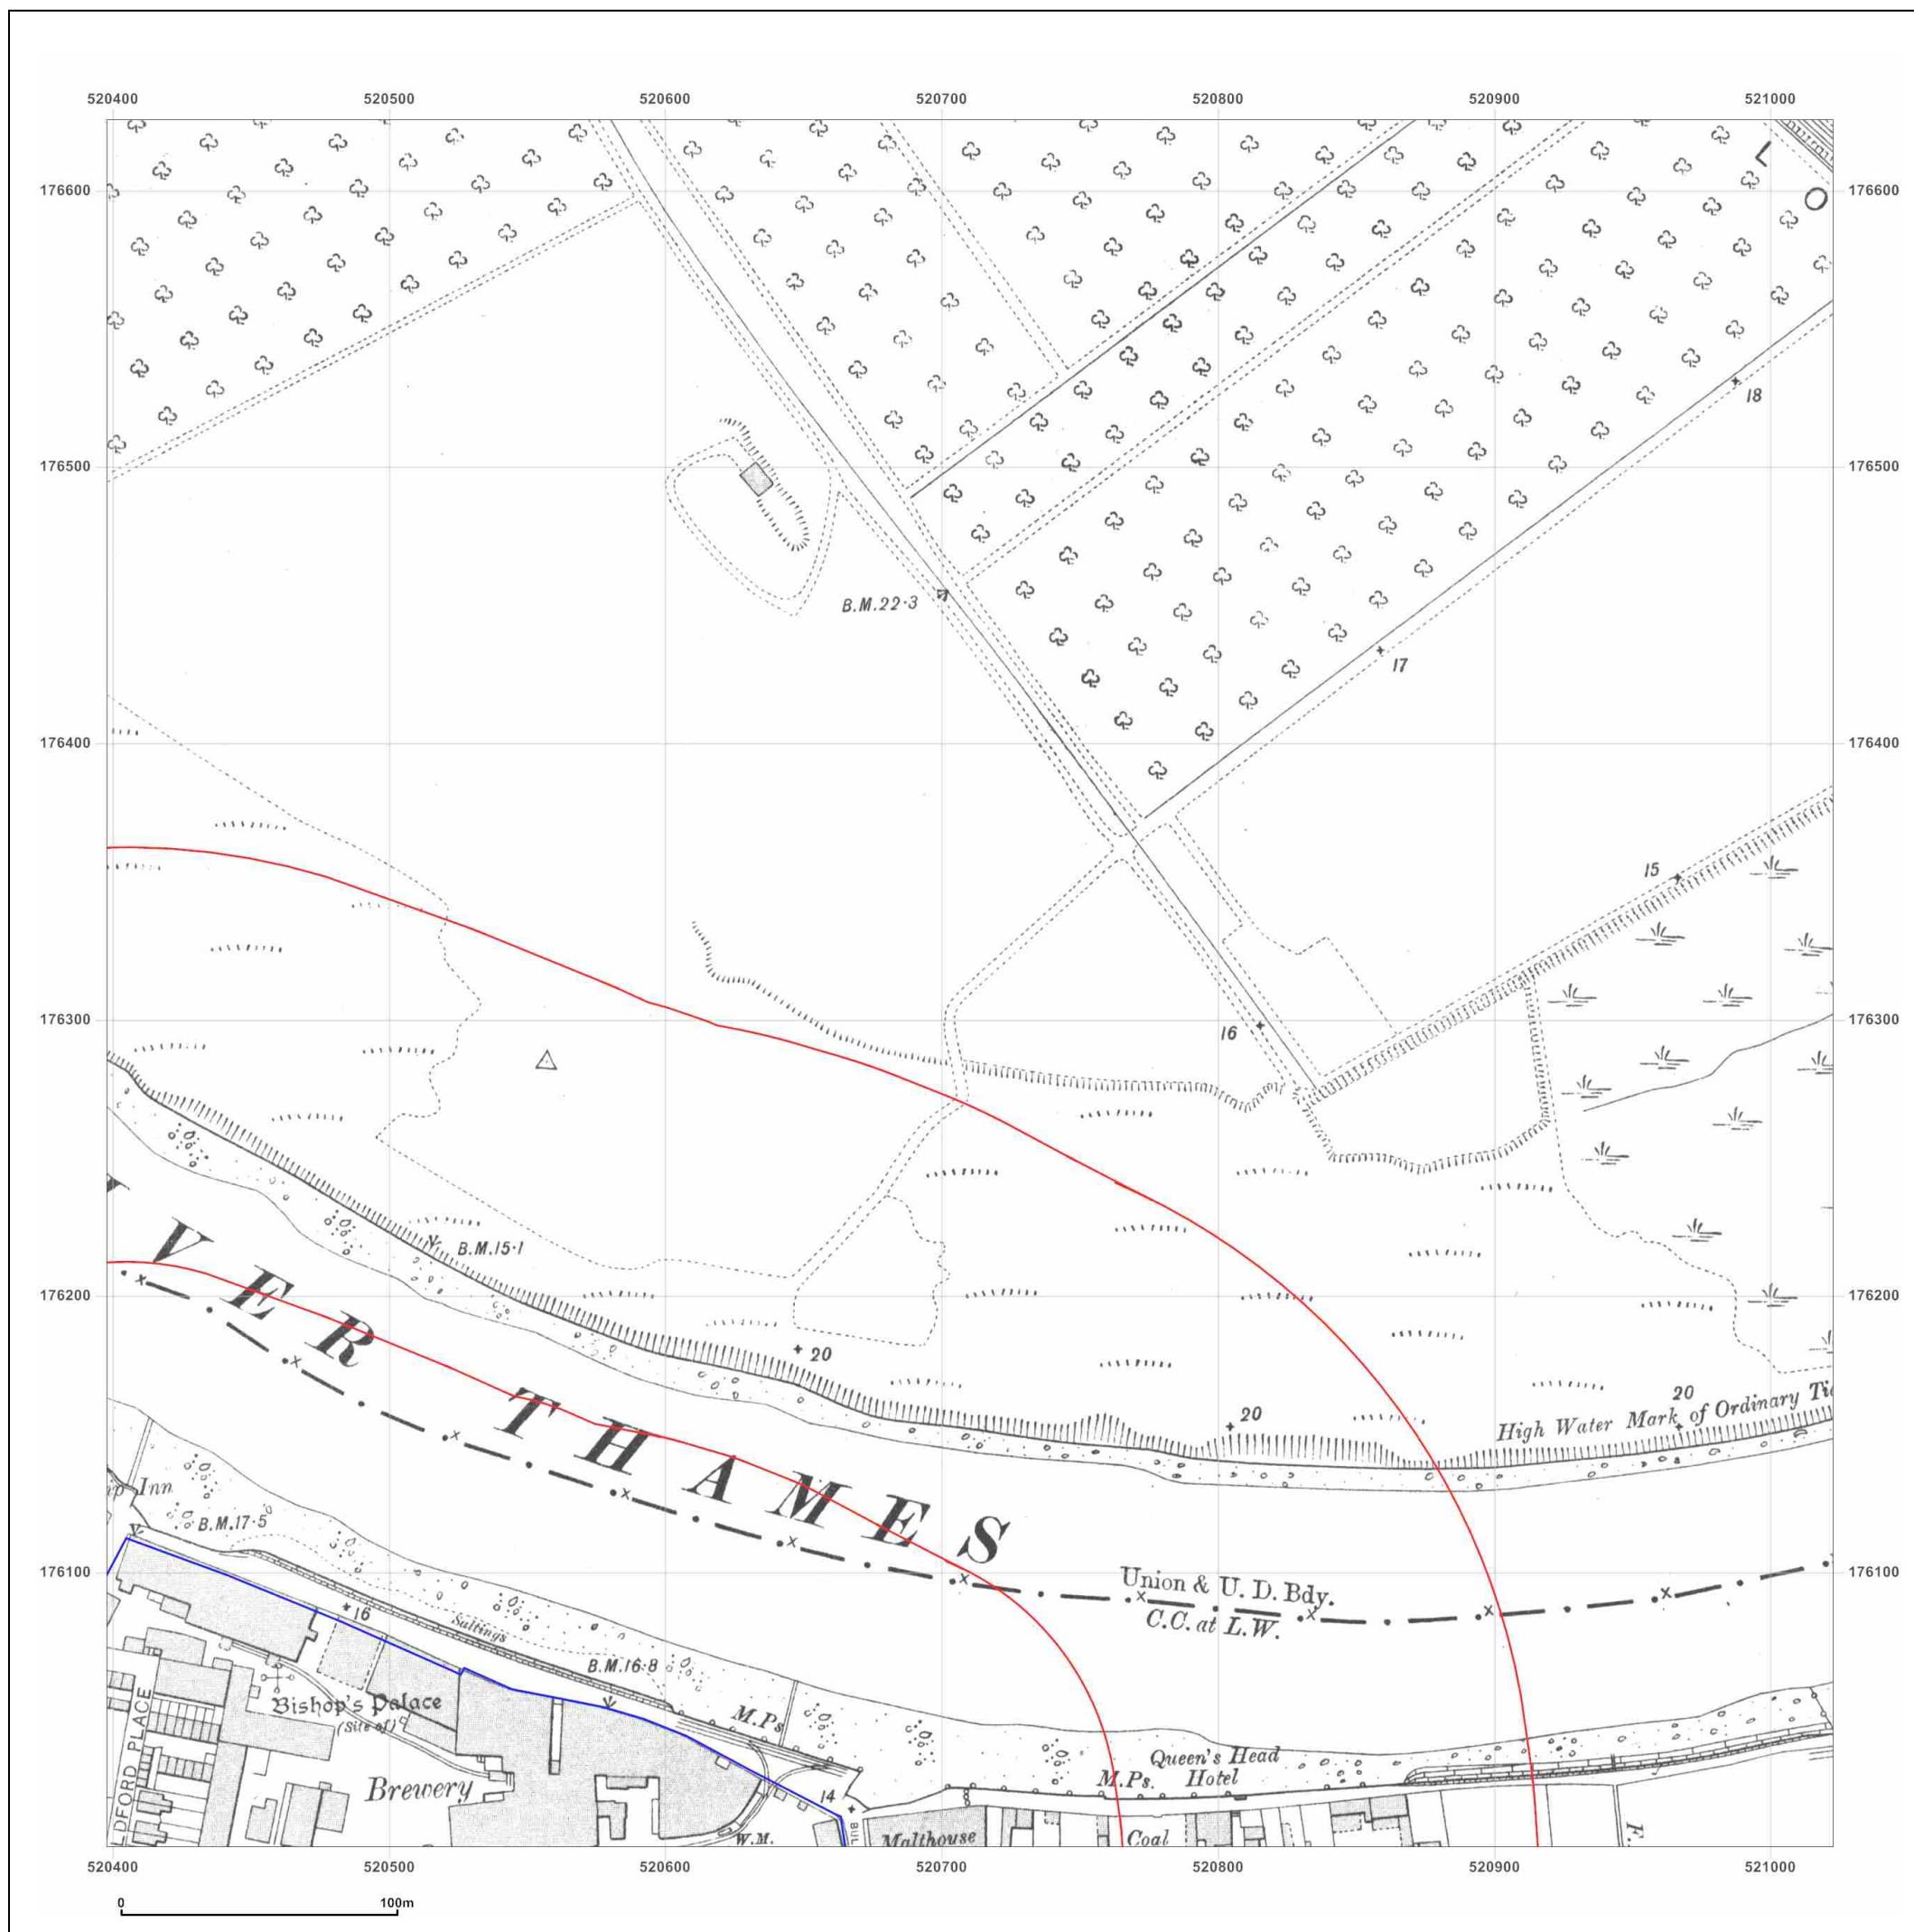 520400 520500 520600 520700 520800 520900 521000
176600 176600
L
O
18
176500 176500
B.M.22·3
17
176400 176400
15
176300 176300
16
B.M.15·1
VER THAMES
176200 176200
20
20
20
High Water Mark of Ordinary
Inn
B.M.17·5
176100 176100
Union & U. D. Bdy.
C.C. at L.W.
16
Saltings
B.M.16·8
Bishop's Palace
(Site of)
M.Ps
Queen's Head
Hotel
M.Ps.
EDFORD PLACE
Brewery
14
W.M.
Malthouse
Coal
F.
520400 520500 520600 520700 520800 520900 521000
0 100m